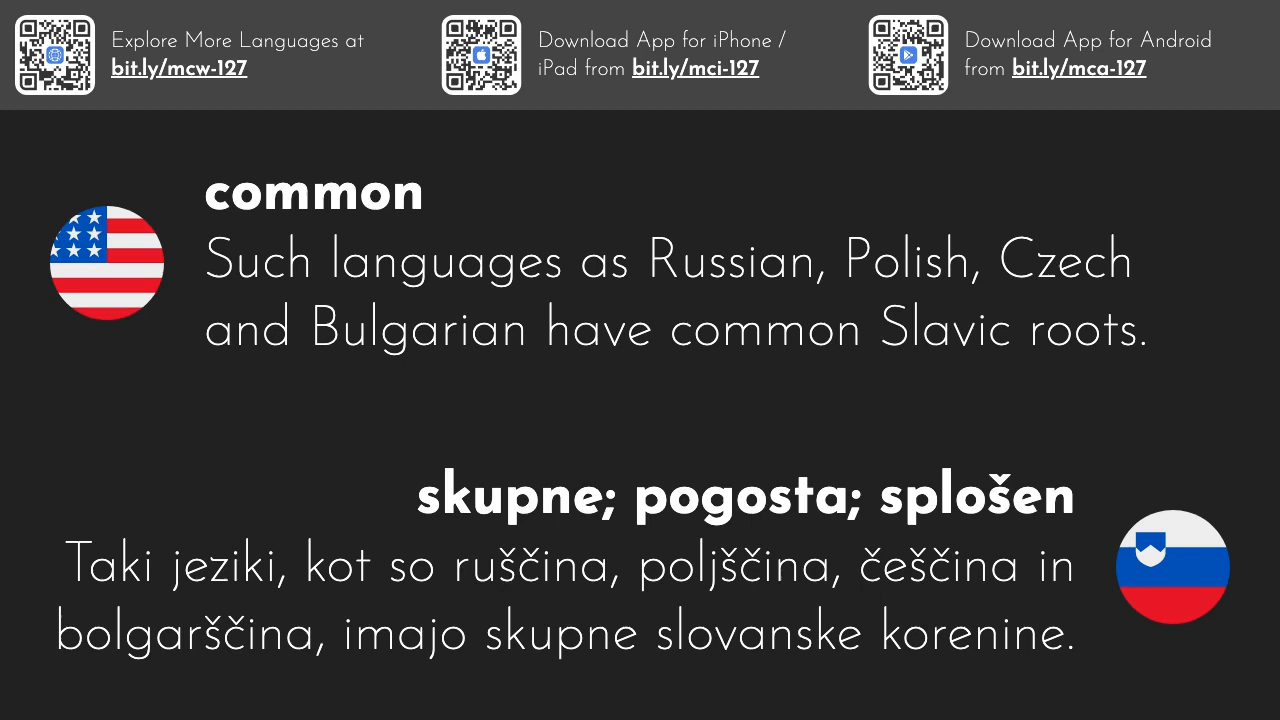 Explore More Languages at
bit.ly/mcw-127
Download App for iPhone /
iPad from bit.ly/mci-127
Download App for Android
from bit.ly/mca-127
common
Such languages as Russian, Polish, Czech
and Bulgarian have common Slavic roots.
skupne; pogosta; splošen
Taki jeziki, kot so ruščina, poljščina, češčina in
bolgarščina, imajo skupne slovanske korenine.